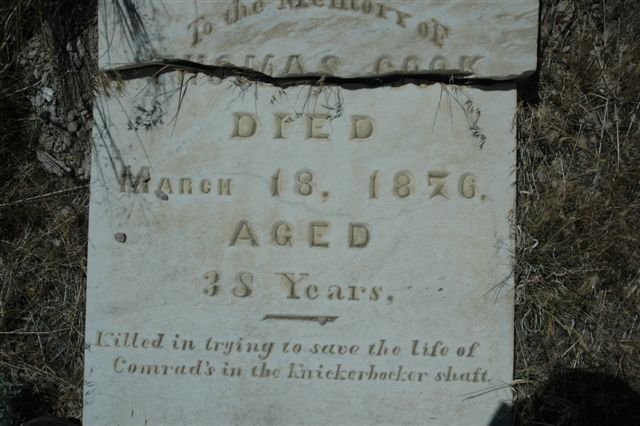 To the Memory of
THOMAS COOK
DIED
MARCH 18, 1876,
AGED
38 Years,
Killed in trying to save the life of
Comrad's in the Knickerbocker shaft.